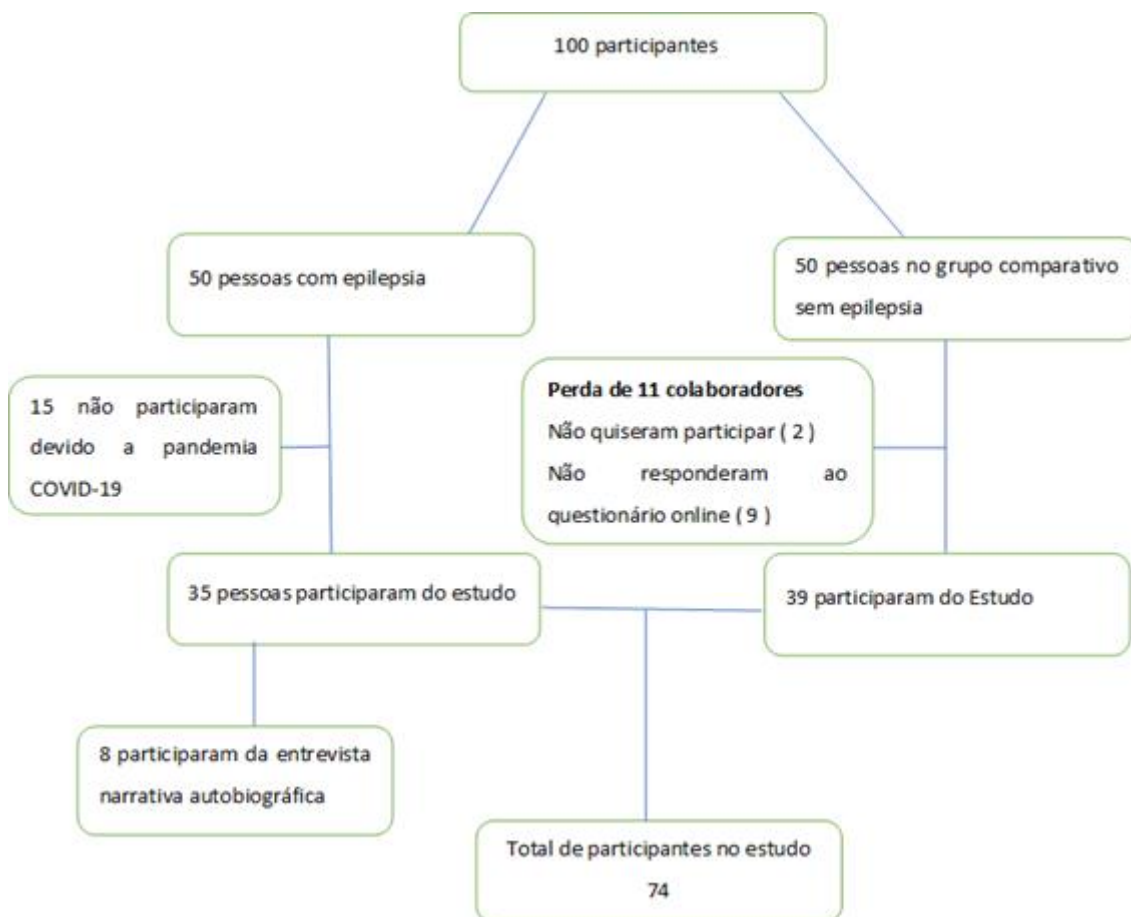 100 participantes
50 pessoas com epilepsia
50 pessoas no grupo comparativo
sem epilepsia
15 não participaram
devido a pandemia
COVID-19
Perda de 11 colaboradores
Não quiseram participar ( 2 )
Não responderam ao
questionário online ( 9 )
35 pessoas participaram do estudo
39 participaram do Estudo
8 participaram da entrevista
narrativa autobiográfica
Total de participantes no estudo
74